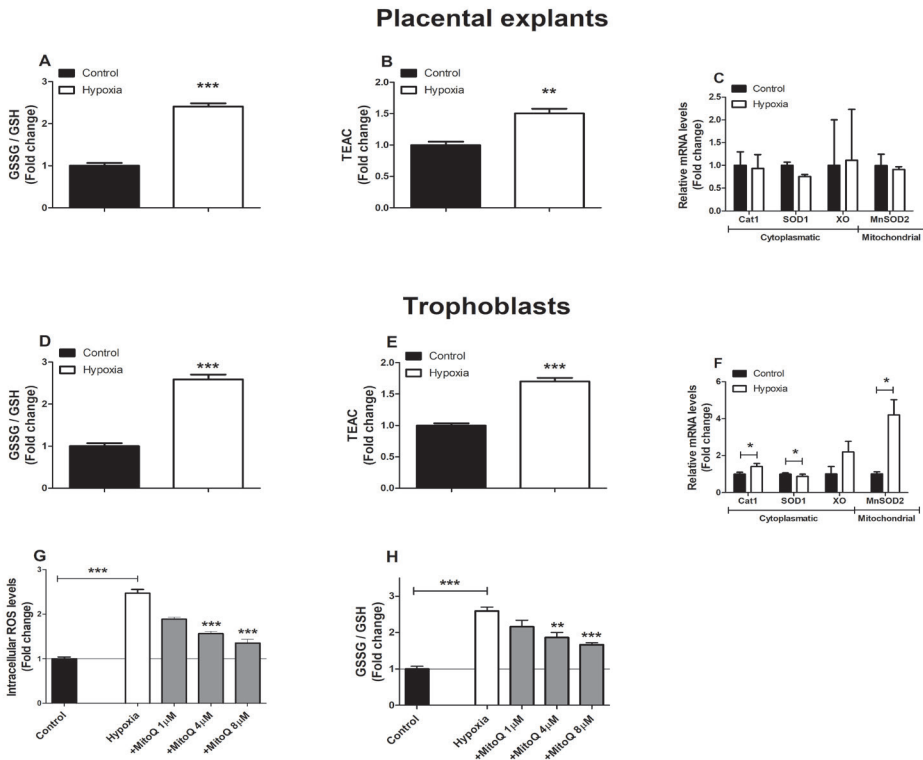 Placental explants
A
Control
Hypoxia
***
GSSG / GSH
(Fold change)
3
2
1
0
B
Control
Hypoxia
**
TEAC
(Fold change)
2.0
1.5
1.0
0.5
0.0
C
Control
Hypoxia
Relative mRNA levels
(Fold change)
2.5
2.0
1.5
1.0
0.5
0.0
Cat1 SOD1 XO MnSOD2
Cytoplasmatic Mitochondrial
Trophoblasts
D
Control
Hypoxia
***
GSSG / GSH
(Fold change)
3
2
1
0
E
Control
Hypoxia
***
TEAC
(Fold change)
2.0
1.5
1.0
0.5
0.0
F
Control
Hypoxia
* * *
Relative mRNA levels
(Fold change)
6
4
2
0
Cat1 SOD1 XO MnSOD2
Cytoplasmatic Mitochondrial
G
***
*** ***
Intracellular ROS levels
(Fold change)
3
2
1
0
Control Hypoxia +MitoQ 1µM +MitoQ 4µM +MitoQ 8µM
H
***
** ***
GSSG / GSH
(Fold change)
3
2
1
0
Control Hypoxia +MitoQ 1µM +MitoQ 4µM +MitoQ 8µM